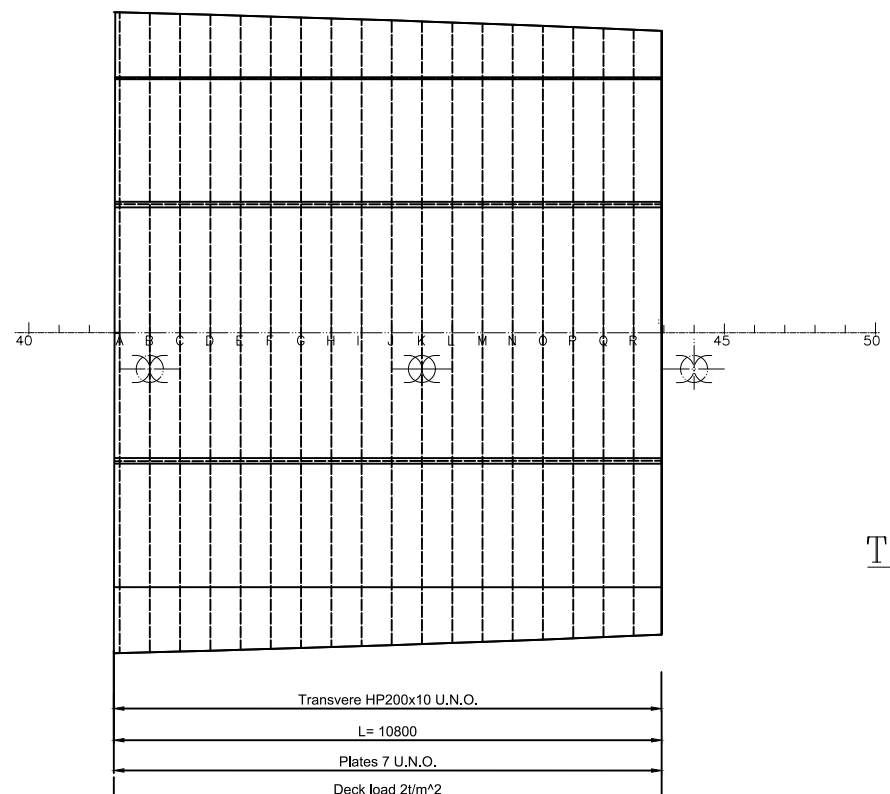 40 A B C D E F G H I J K L M N O P Q R 45 50
T
Transvere HP200x10 U.N.O.
L= 10800
Plates 7 U.N.O.
Deck load 2t/m^2